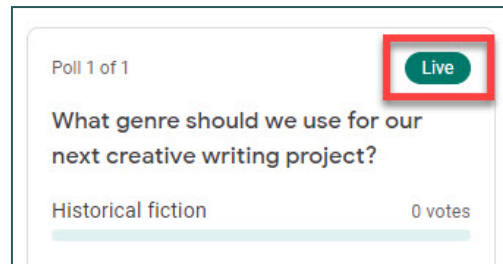 Poll 1 of 1
Live
What genre should we use for our
next creative writing project?
Historical fiction
0 votes